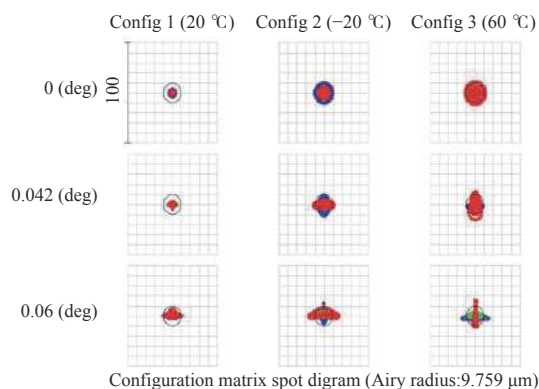 Config 1 (20 ℃) Config 2 (−20 ℃) Config 3 (60 ℃)
0 (deg)
100
0.042 (deg)
0.06 (deg)
Configuration matrix spot digram (Airy radius:9.759 μm)